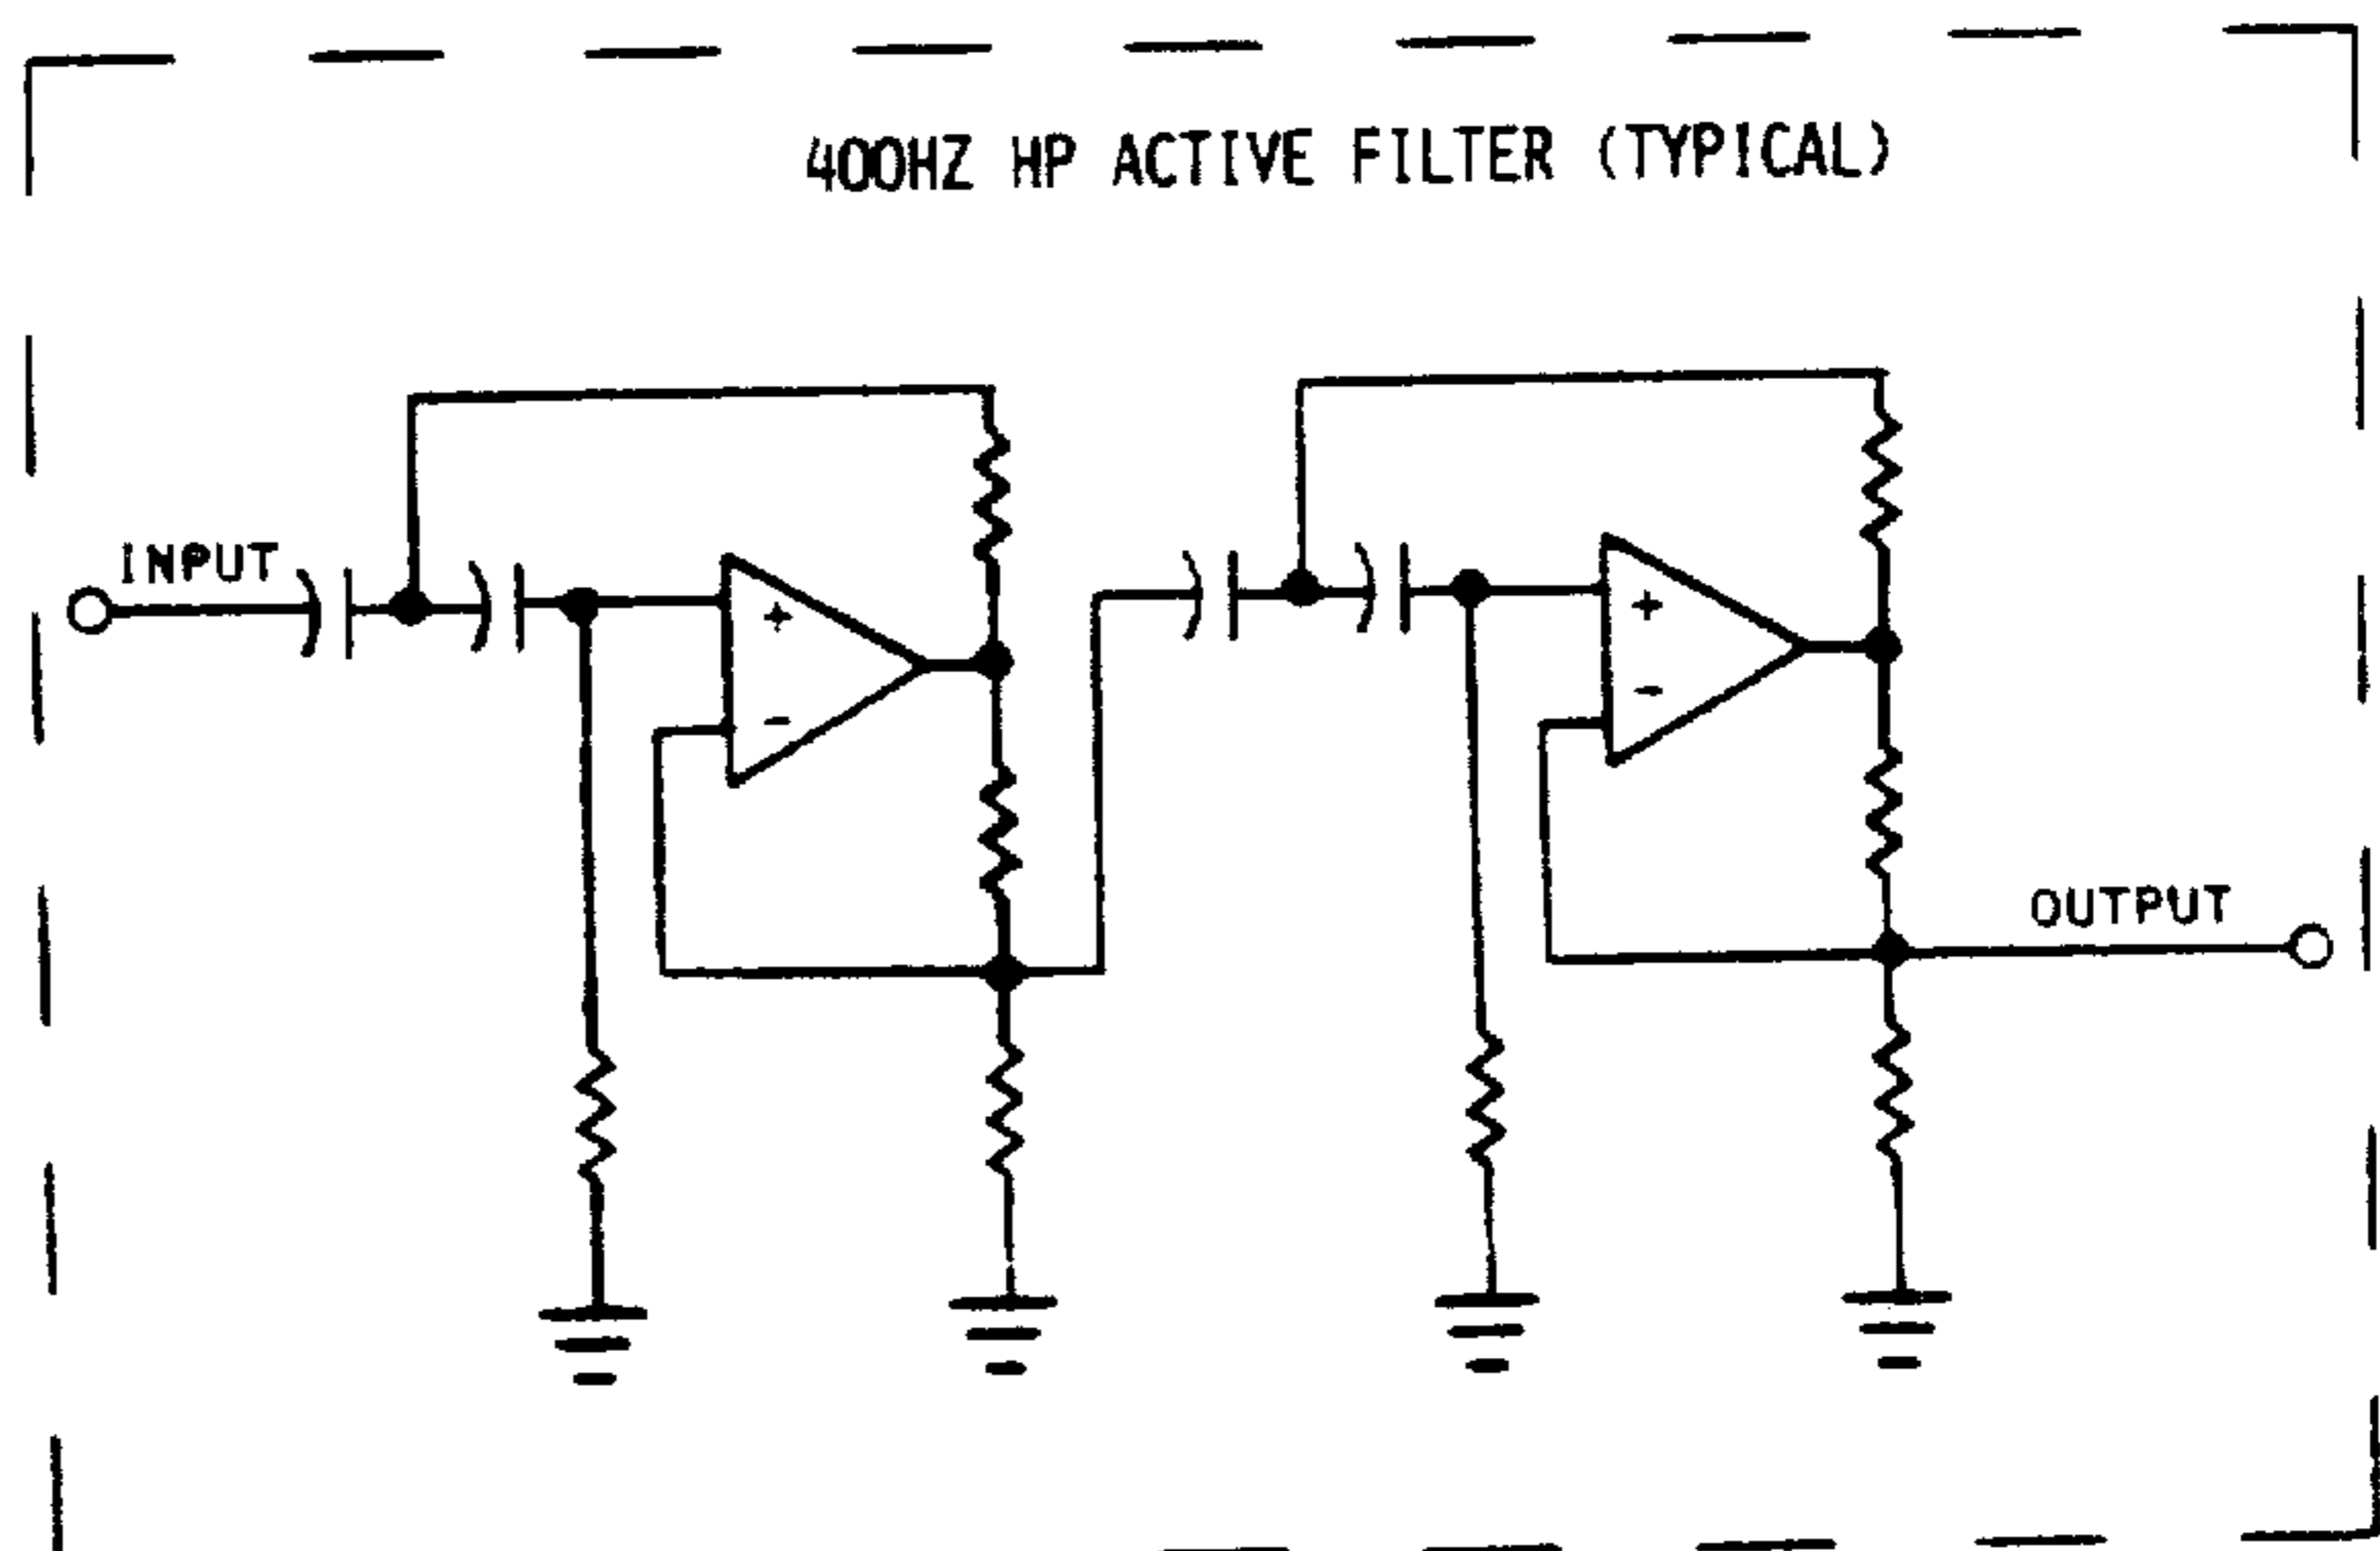 400HZ HP ACTIVE FILTER (TYPICAL)
INPUT
+
-
+
-
OUTPUT